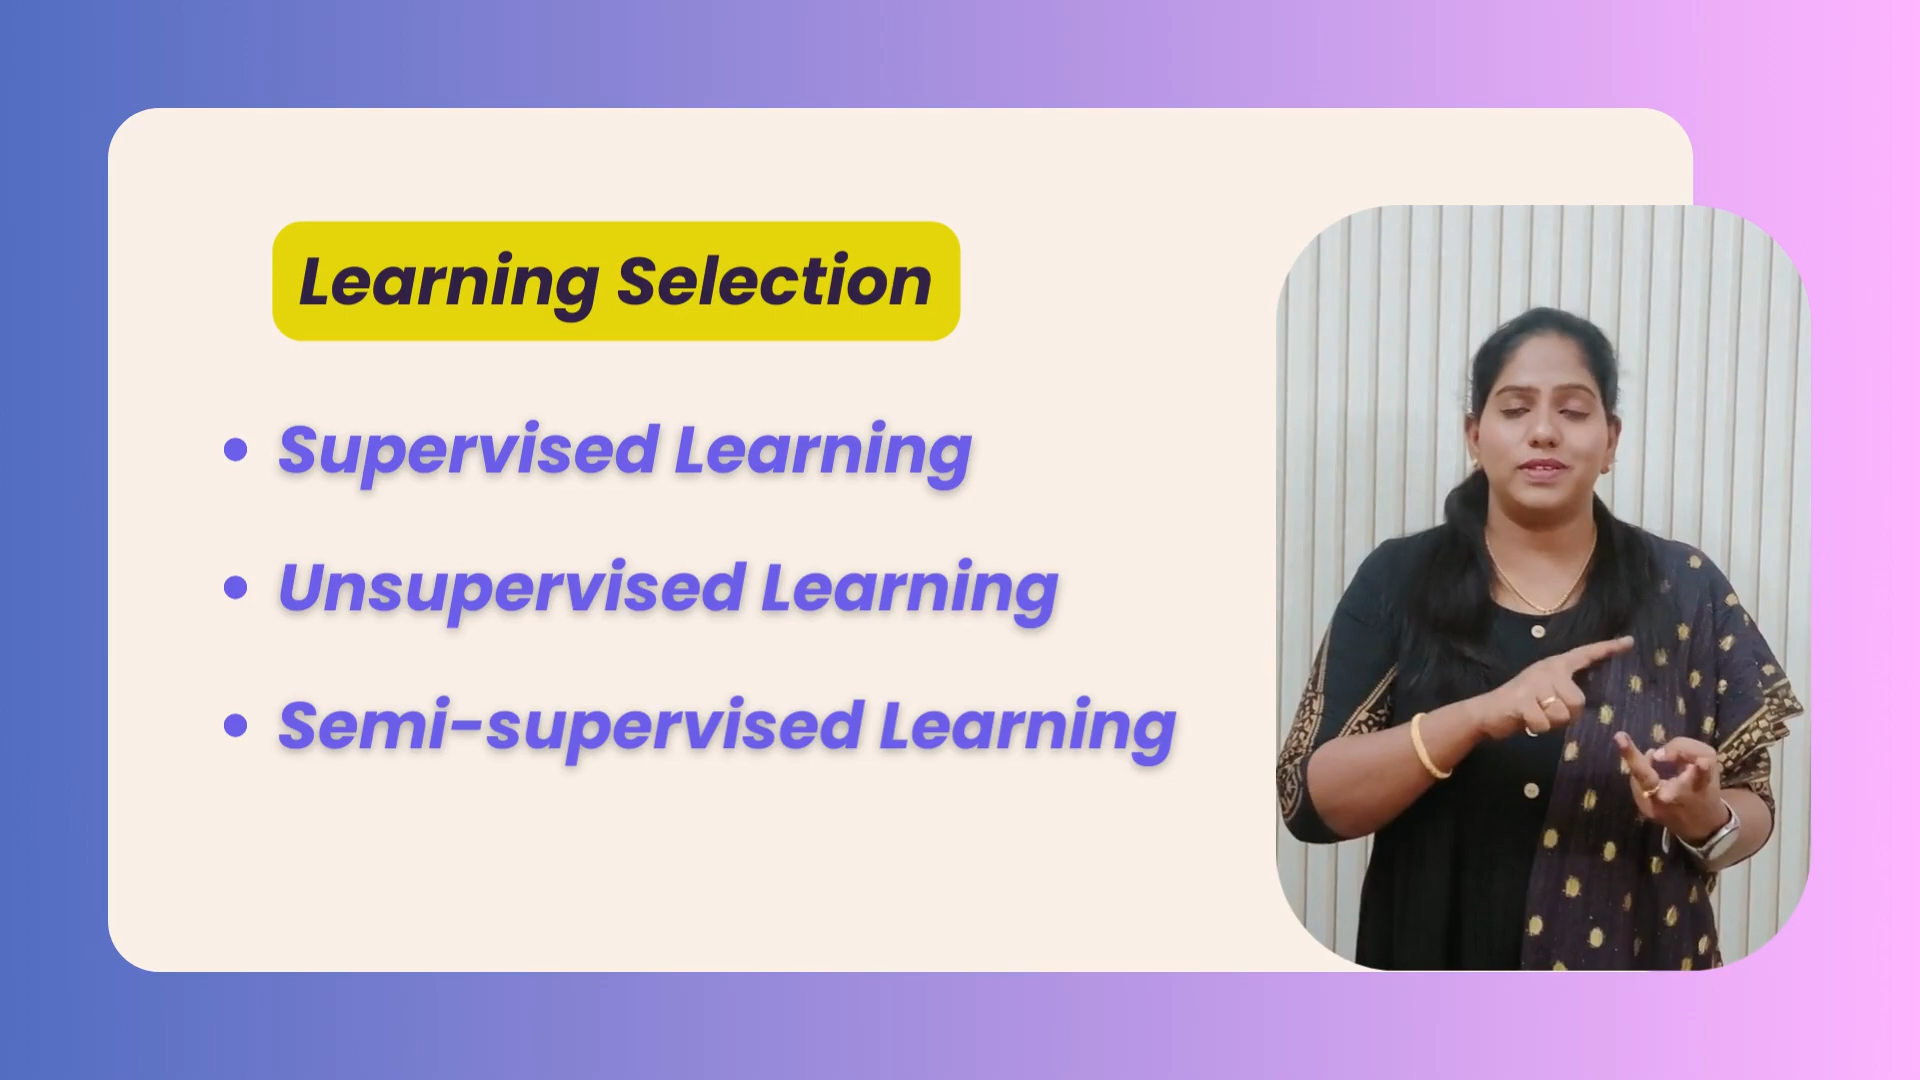 Learning Selection
• Supervised Learning
• Unsupervised Learning
• Semi-supervised Learning